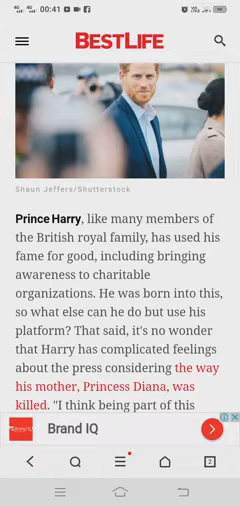 00:41
BESTLIFE
Shaun Jeffers/Shutterstock
Prince Harry, like many members of
the British royal family, has used his
fame for good, including bringing
awareness to charitable
organizations. He was born into this,
so what else can he do but use his
platform? That said, it's no wonder
that Harry has complicated feelings
about the press considering the way
his mother, Princess Diana, was
killed. "I think being part of this
Brand IQ
2